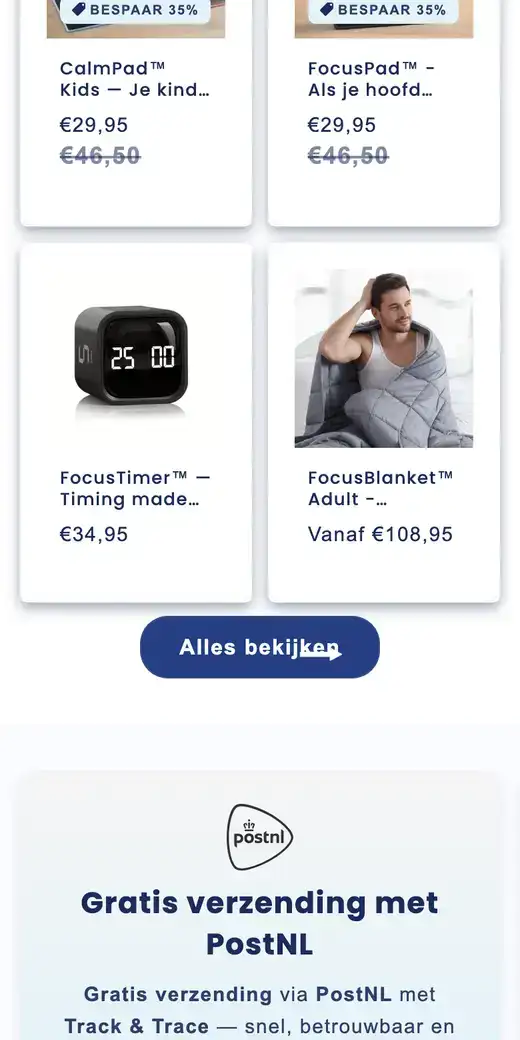 BESPAAR 35%
BESPAAR 35%
CalmPad™
Kids — Je kind…
€29,95
€46,50
FocusPad™ -
Als je hoofd…
€29,95
€46,50
25 00
FocusTimer™ —
Timing made…
€34,95
FocusBlanket™
Adult -…
Vanaf €108,95
Alles bekijken
postnl
Gratis verzending met
PostNL
Gratis verzending via PostNL met
Track & Trace — snel, betrouwbaar en